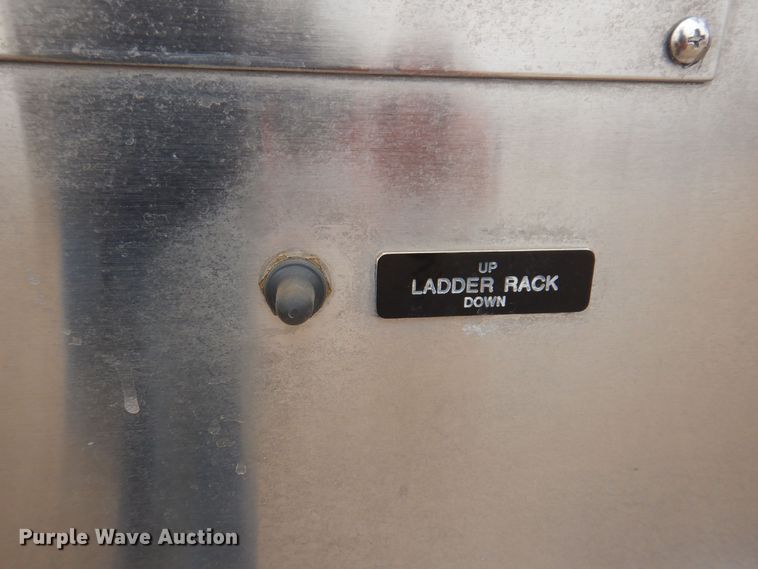 UP
LADDER RACK
DOWN
Purple Wave Auction